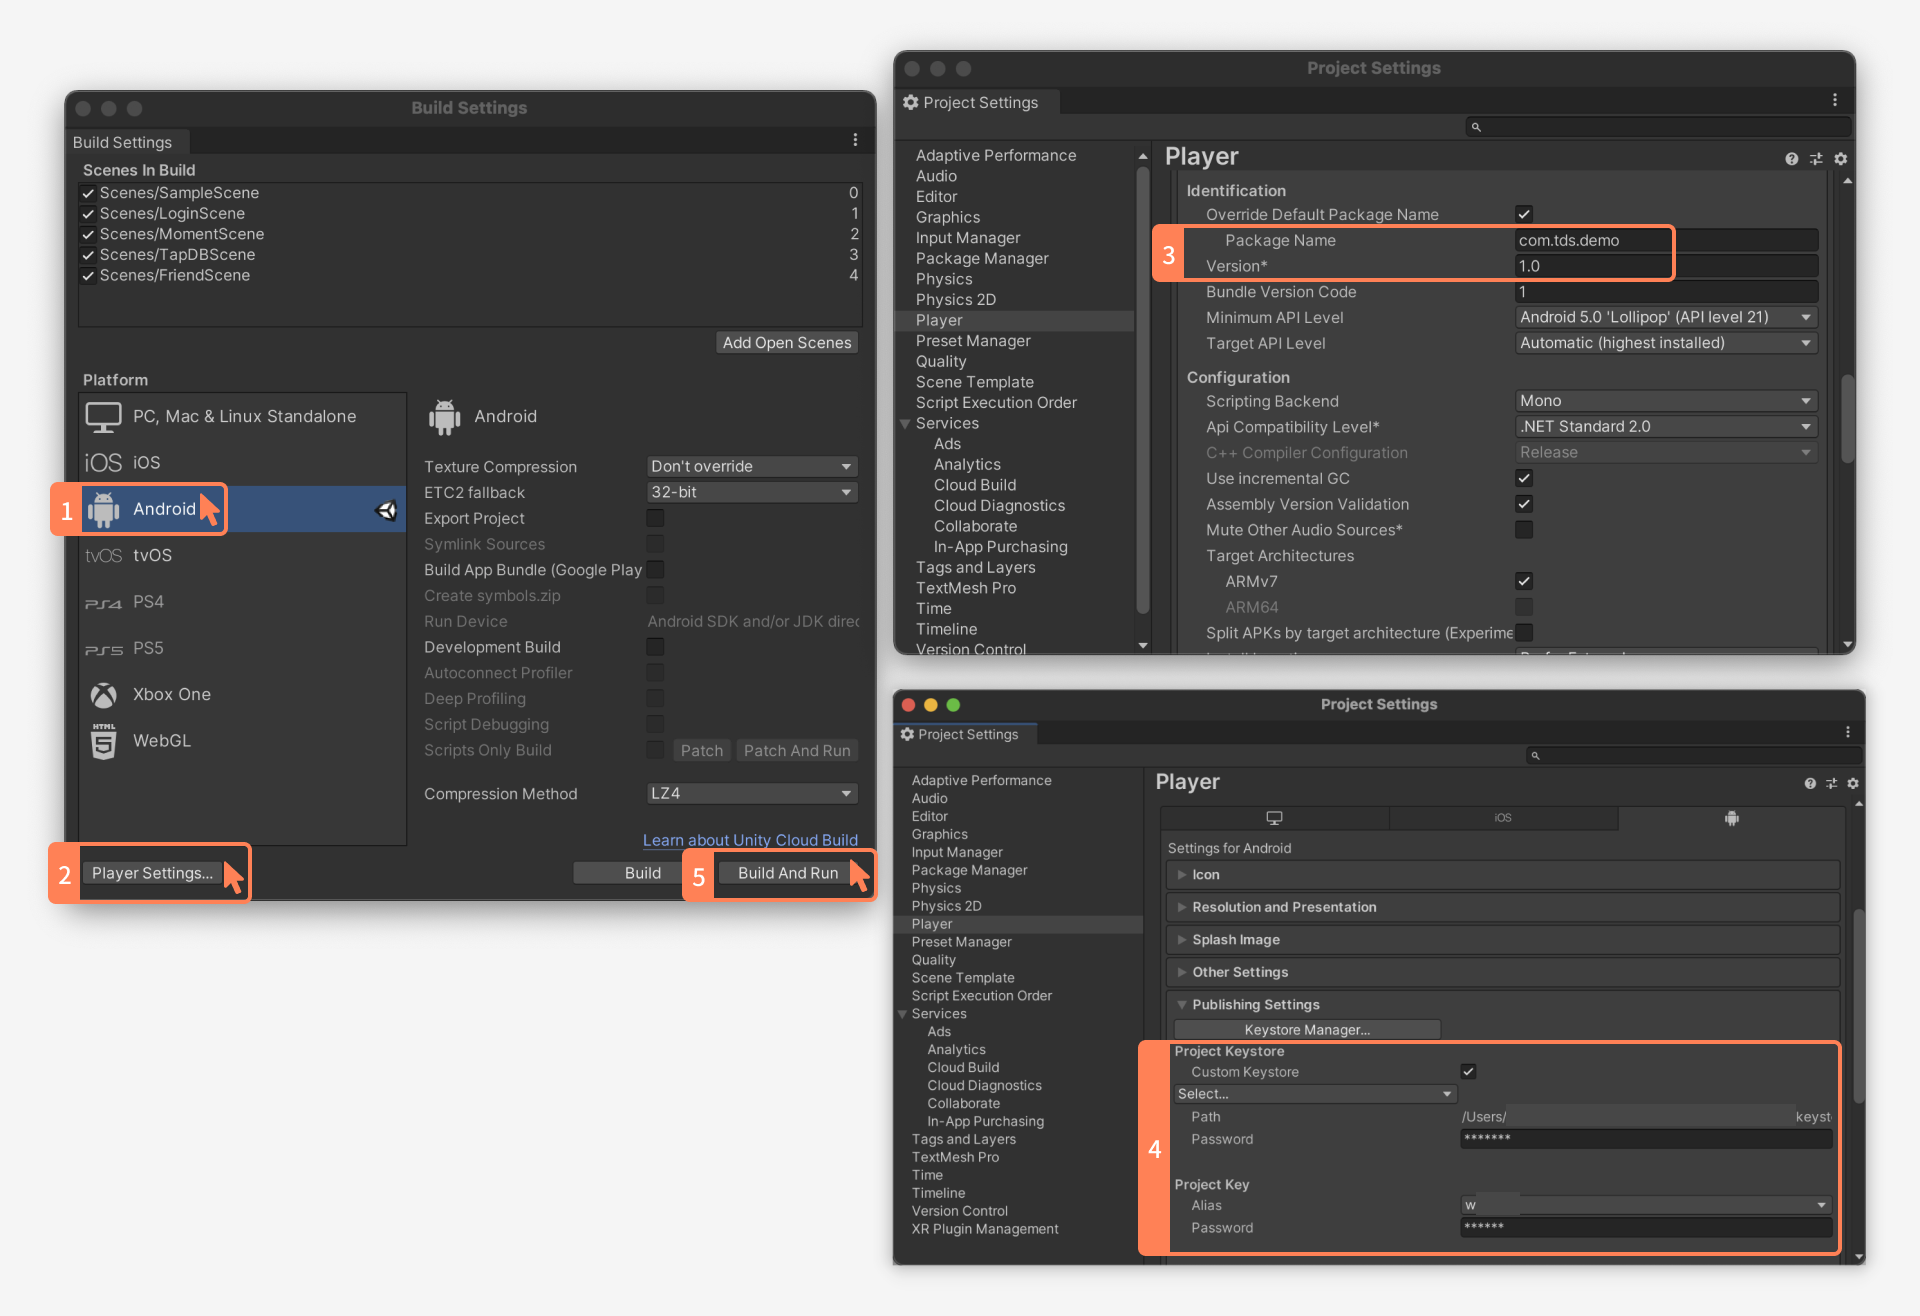 Build Settings
Build Settings
Scenes In Build
Scenes/SampleScene 0
Scenes/LoginScene 1
Scenes/MomentScene 2
Scenes/TapDBScene 3
Scenes/FriendScene 4
Add Open Scenes
Platform
PC, Mac & Linux Standalone
iOS iOS
1 Android
tvOS tvOS
PS4 PS4
PS5 PS5
Xbox One
HTML 5 WebGL
Android
Texture Compression Don't override
ETC2 fallback 32-bit
Export Project
Symlink Sources
Build App Bundle (Google Play
Create symbols.zip
Run Device Android SDK and/or JDK direc
Development Build
Autoconnect Profiler
Deep Profiling
Script Debugging
Scripts Only Build Patch Patch And Run
Compression Method LZ4
Learn about Unity Cloud Build
2 Player Settings... Build 5 Build And Run
Project Settings
Project Settings
Adaptive Performance
Audio
Editor
Graphics
Input Manager
Package Manager
Physics
Physics 2D
Player
Preset Manager
Quality
Scene Template
Script Execution Order
Services
Ads
Analytics
Cloud Build
Cloud Diagnostics
Collaborate
In-App Purchasing
Tags and Layers
TextMesh Pro
Time
Timeline
Version Control
Player
Identification
Override Default Package Name
3
Package Name com.tds.demo
Version* 1.0
Bundle Version Code 1
Minimum API Level Android 5.0 'Lollipop' (API level 21)
Target API Level Automatic (highest installed)
Configuration
Scripting Backend Mono
Api Compatibility Level* .NET Standard 2.0
C++ Compiler Configuration Release
Use incremental GC
Assembly Version Validation
Mute Other Audio Sources*
Target Architectures
ARMv7
ARM64
Split APKs by target architecture (Experime
Project Settings
Project Settings
Adaptive Performance
Audio
Editor
Graphics
Input Manager
Package Manager
Physics
Physics 2D
Player
Preset Manager
Quality
Scene Template
Script Execution Order
Services
Ads
Analytics
Cloud Build
Cloud Diagnostics
Collaborate
In-App Purchasing
Tags and Layers
TextMesh Pro
Time
Timeline
Version Control
XR Plugin Management
Player
iOS
Settings for Android
Icon
Resolution and Presentation
Splash Image
Other Settings
Publishing Settings
Keystore Manager...
4
Project Keystore
Custom Keystore
Select...
Path /Users/ keyst
Password *******
Project Key
Alias w
Password ******